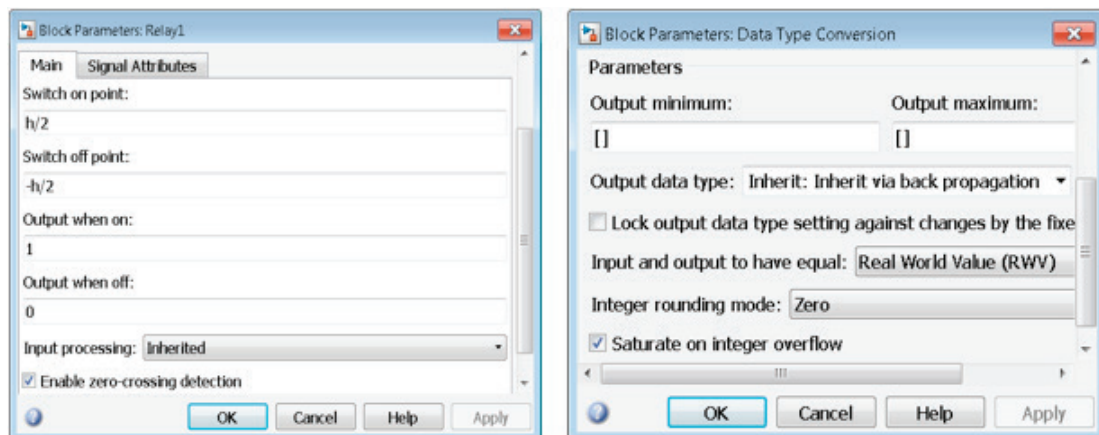 Block Parameters: Relay1
Main Signal Attributes
Switch on point:
h/2
Switch off point:
-h/2
Output when on:
1
Output when off:
0
Input processing: Inherited
Enable zero-crossing detection
OK Cancel Help Apply
Block Parameters: Data Type Conversion
Parameters
Output minimum: Output maximum:
[] []
Output data type: Inherit: Inherit via back propagation
Lock output data type setting against changes by the fixe
Input and output to have equal: Real World Value (RWV)
Integer rounding mode: Zero
Saturate on integer overflow
OK Cancel Help Apply